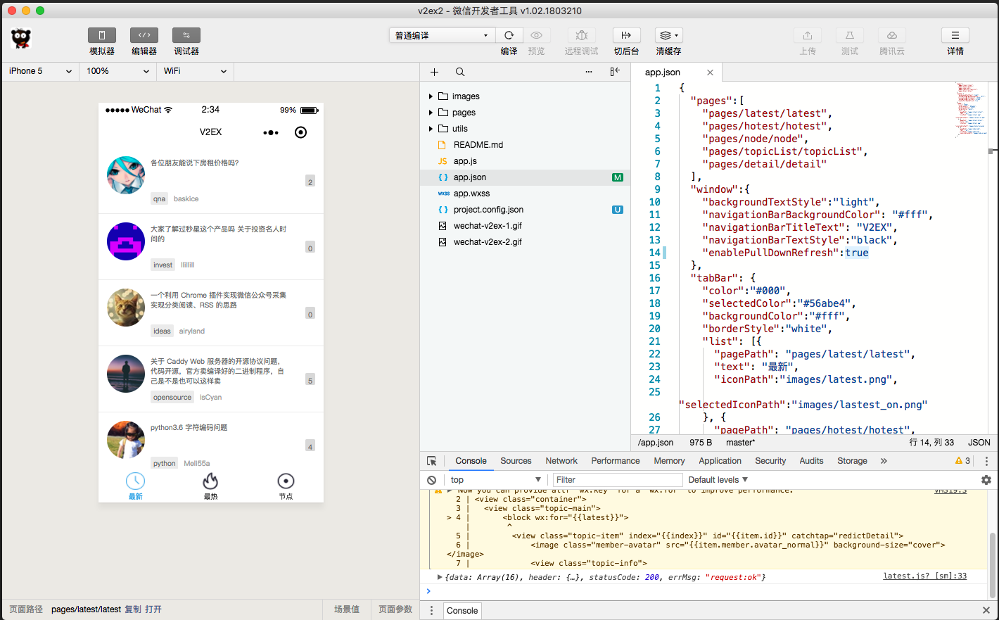 v2ex2 - 微信开发者工具 v1.02.1803210
模拟器
编辑器
调试器
普通编译
编译
预览
远程调试
切后台
清缓存
上传
测试
腾讯云
详情
iPhone 5
100%
WiFi
WeChat
2:34
99%
V2EX
各位朋友能说下房租价格吗?
2
qna baskice
大家了解过秒星这个产品吗 关于投资名人时
间的
0
invest
一个利用 Chrome 插件实现微信公众号采集
实现分类阅读、RSS 的思路
0
ideas airyland
关于 Caddy Web 服务器的开源协议问题,
代码开源，官方卖编译好的二进制程序，自
己是不是也可以这样卖
5
opensource isCyan
python3.6 字符编码问题
4
python Meli55a
最新
最热
节点
页面路径 pages/latest/latest 复制 打开
场景值
页面参数
images
pages
utils
README.md
JS app.js
{ } app.json M
wxss app.wxss
{ } project.config.json U
wechat-v2ex-1.gif
wechat-v2ex-2.gif
app.json
1 {
2 "pages":[
3 "pages/latest/latest",
4 "pages/hotest/hotest",
5 "pages/node/node",
6 "pages/topicList/topicList",
7 "pages/detail/detail"
8 ],
9 "window":{
10 "backgroundTextStyle":"light",
11 "navigationBarBackgroundColor": "#fff",
12 "navigationBarTitleText": "V2EX",
13 "navigationBarTextStyle":"black",
14 "enablePullDownRefresh":true
15 },
16 "tabBar": {
17 "color":"#000",
18 "selectedColor":"#56abe4",
19 "backgroundColor":"#fff",
20 "borderStyle":"white",
21 "list": [{
22 "pagePath": "pages/latest/latest",
23 "text": "最新",
24 "iconPath":"images/latest.png",
25
"selectedIconPath":"images/lastest_on.png"
26 }, {
27 "pagePath": "pages/hotest/hotest",
/app.json 975 B master*
行 14, 列 33 JSON
Console Sources Network Performance Memory Application Security Audits Storage » 3
top
Filter
Default levels
Now you can provide attr `wx:key` for a `wx:for` to improve performance. VM319:3
2 | <view class="container">
3 | <view class="topic-main">
> 4 | <block wx:for="{{latest}}">
| ^
5 | <view class="topic-item" index="{{index}}" id="{{item.id}}" catchtap="redictDetail">
6 | <image class="member-avatar" src="{{item.member.avatar_normal}}" background-size="cover">
</image>
7 | <view class="topic-info">
{data: Array(16), header: {…}, statusCode: 200, errMsg: "request:ok"} latest.js? [sm]:33
>
Console